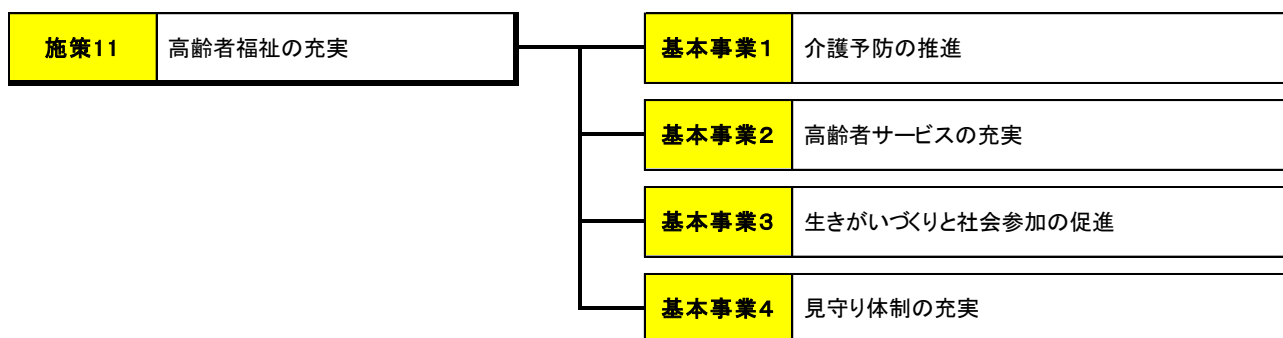 施策11 高齢者福祉の充実
基本事業1 介護予防の推進
基本事業2 高齢者サービスの充実
基本事業3 生きがいづくりと社会参加の促進
基本事業4 見守り体制の充実